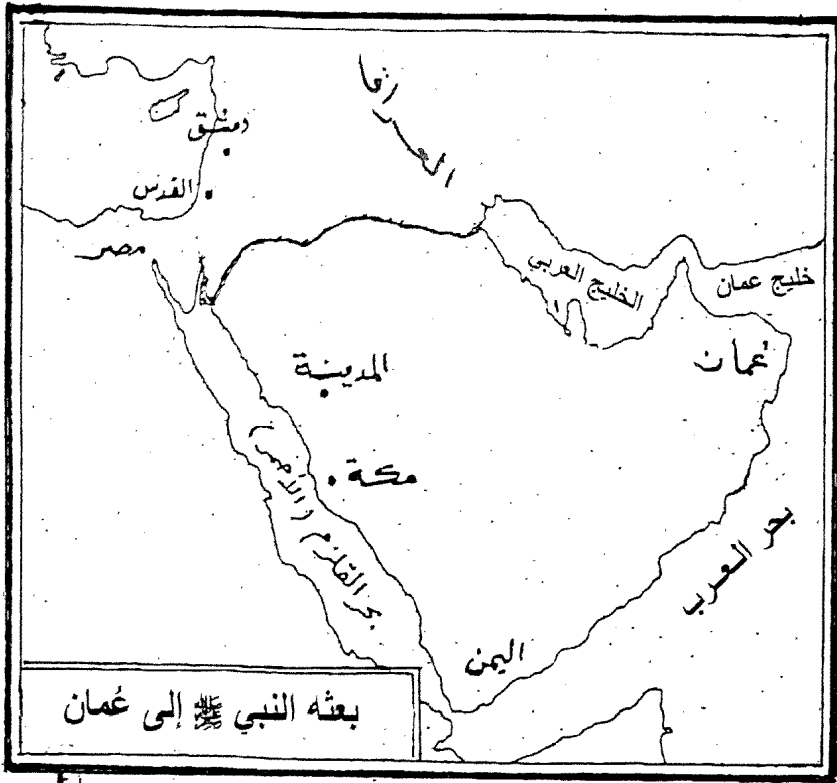 العراق
دمشق
القدس
مصر
الخليج العربي
خليج عمان
عُمان
المدينة
مكة
بحر القلزم (الأحمر)
بحر العرب
اليمن
بعثه النبي ﷺ إلى عُمان